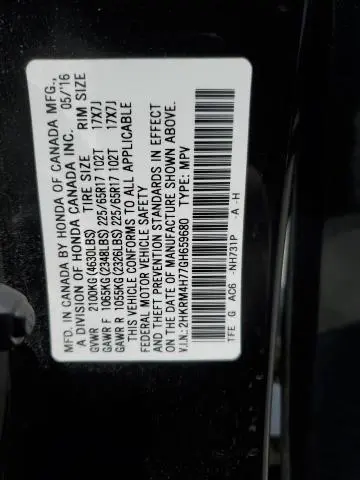 MFD. IN CANADA BY HONDA OF CANADA MFG.,
A DIVISION OF HONDA CANADA INC. 05/'16
GVWR 2100KG(4630LBS) TIRE SIZE RIM SIZE
GAWR F 1065KG(2348LBS)225/65R17 102T 17X7J
GAWR R 1055KG(2326LBS)225/65R17 102T 17X7J
THIS VEHICLE CONFORMS TO ALL APPLICABLE
FEDERAL MOTOR VEHICLE SAFETY
AND THEFT PREVENTION STANDARDS IN EFFECT
ON THE DATE OF MANUFACTURE SHOWN ABOVE.
V.I.N.: 2HKRM4H77GH659680 TYPE: MPV
TFE G AC6 -NH731P -A -H